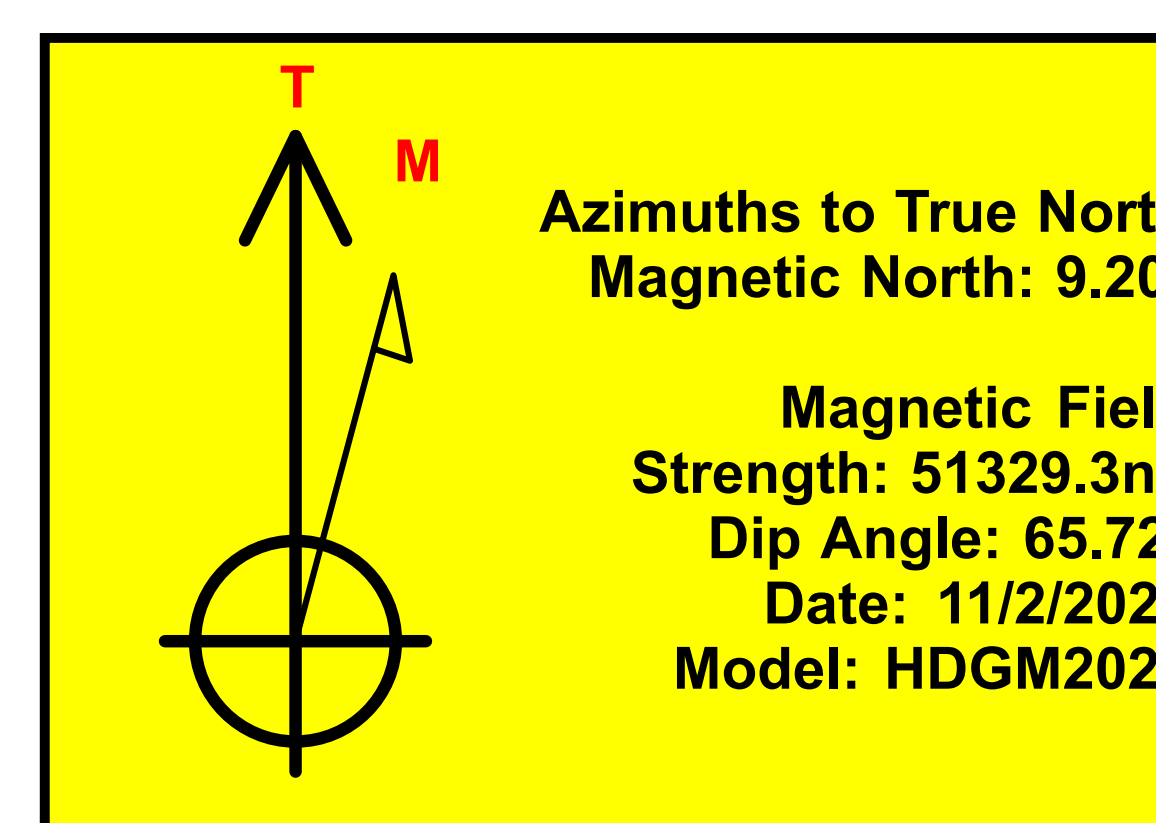 T
M
Azimuths to True Nort
Magnetic North: 9.20
Magnetic Fiel
Strength: 51329.3n
Dip Angle: 65.72
Date: 11/2/202
Model: HDGM202